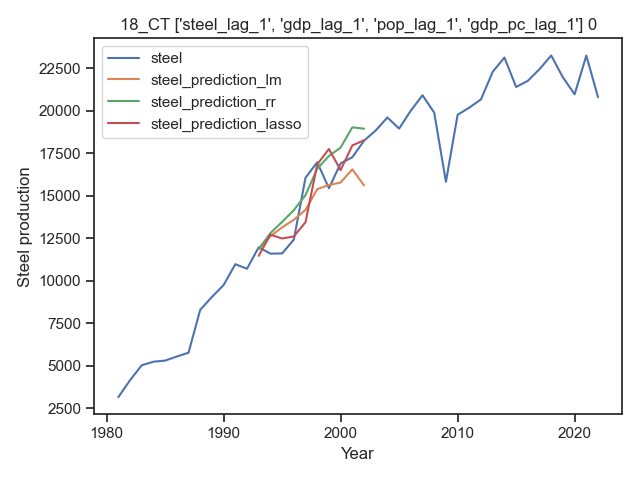 18_CT ['steel_lag_1', 'gdp_lag_1', 'pop_lag_1', 'gdp_pc_lag_1'] 0
steel
steel_prediction_lm
steel_prediction_rr
steel_prediction_lasso
22500
20000
17500
15000
12500
10000
7500
5000
2500
Steel production
1980
1990
2000
2010
2020
Year